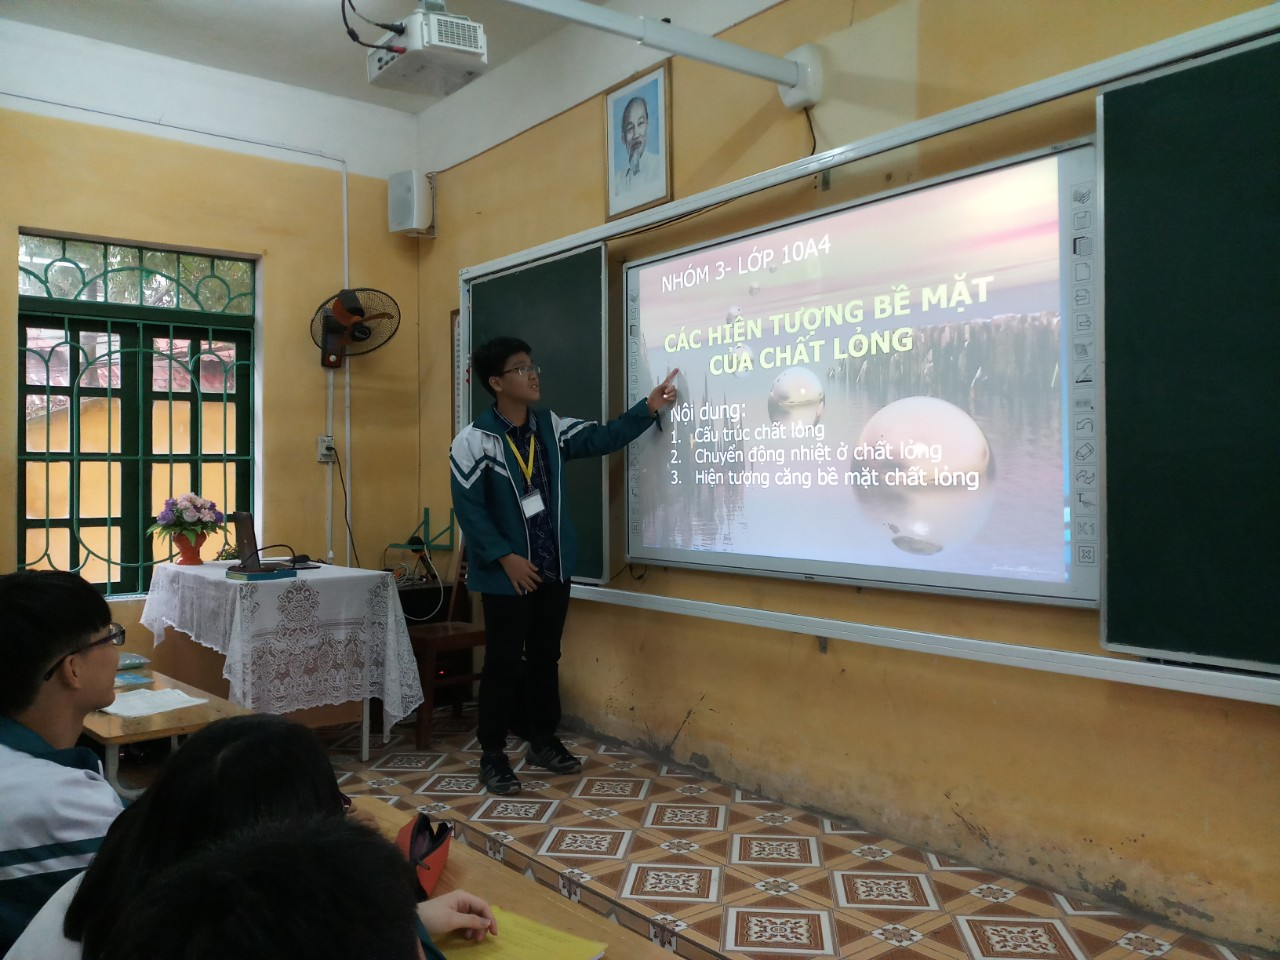 NHÓM 3- LỚP 10A4
CÁC HIỆN TƯỢNG BỀ MẶT
CỦA CHẤT LỎNG
Nội dung:
1. Cấu trúc chất lỏng
2. Chuyển động nhiệt ở chất lỏng
3. Hiện tượng căng bề mặt chất lỏng